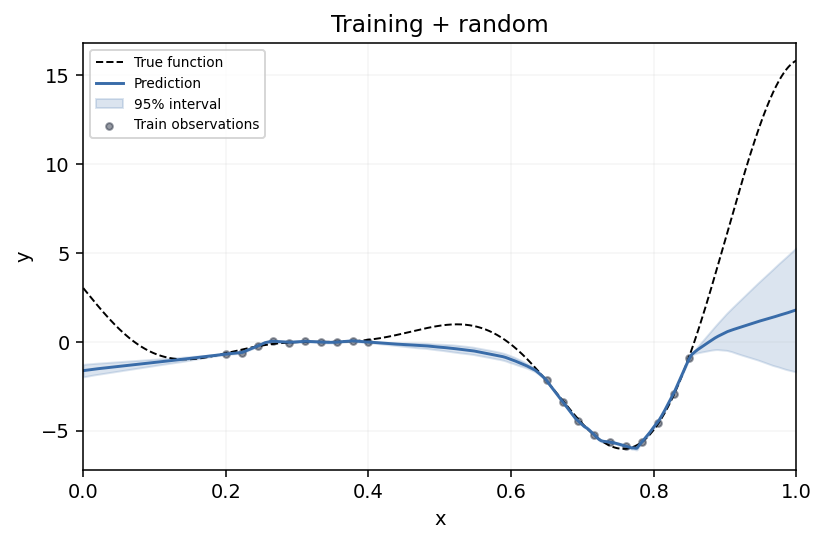 Training + random
True function
Prediction
95% interval
Train observations
15
10
5
0
−5
y
0.0 0.2 0.4 0.6 0.8 1.0
x